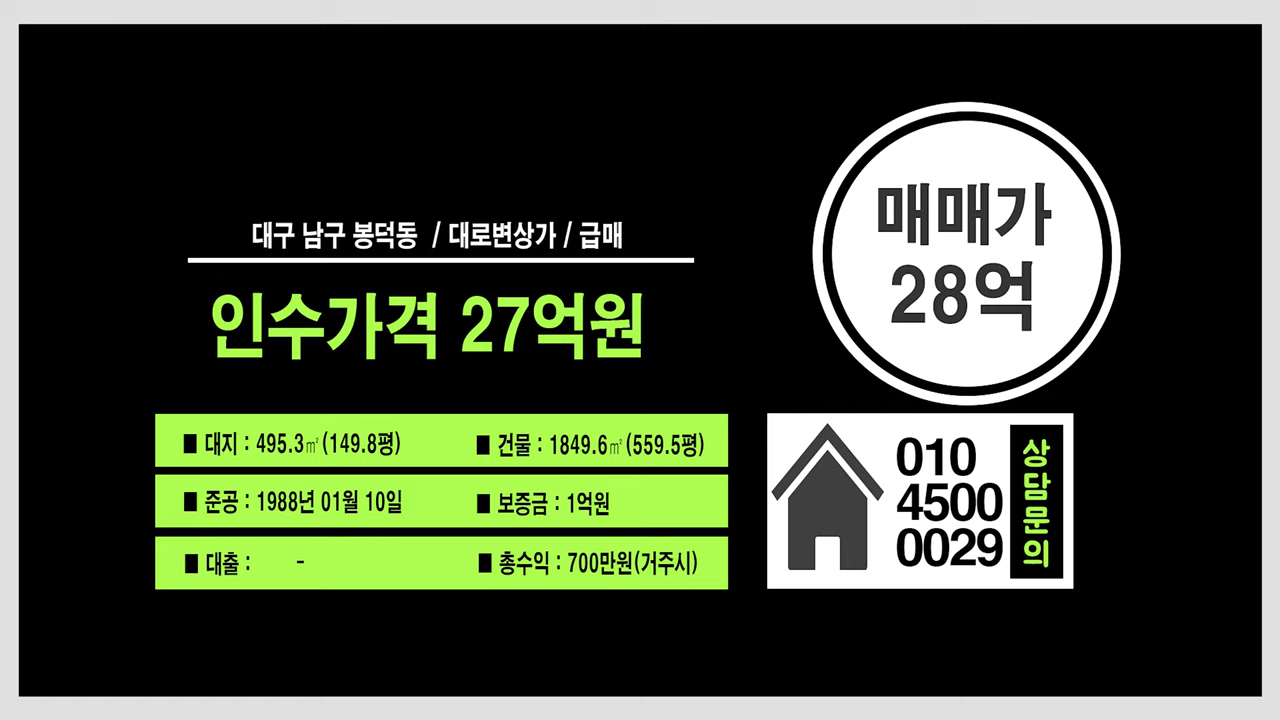 대구 남구 봉덕동 / 대로변상가 / 급매
인수가격 27억원
매매가
28억
■ 대지 : 495.3㎡(149.8평)
■ 건물 : 1849.6㎡(559.5평)
■ 준공 : 1988년 01월 10일
■ 보증금 : 1억원
■ 대출 : -
■ 총수익 : 700만원(거주시)
010
4500
0029
상담문의